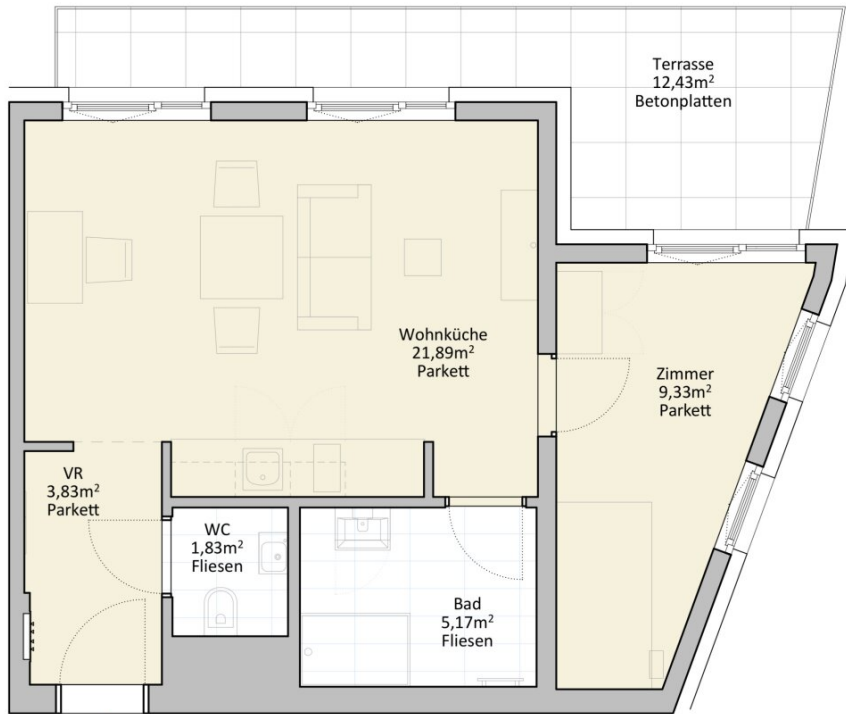 Terrasse
12,43m²
Betonplatten
Wohnküche
21,89m²
Parkett
Zimmer
9,33m²
Parkett
VR
3,83m²
Parkett
WC
1,83m²
Fliesen
Bad
5,17m²
Fliesen